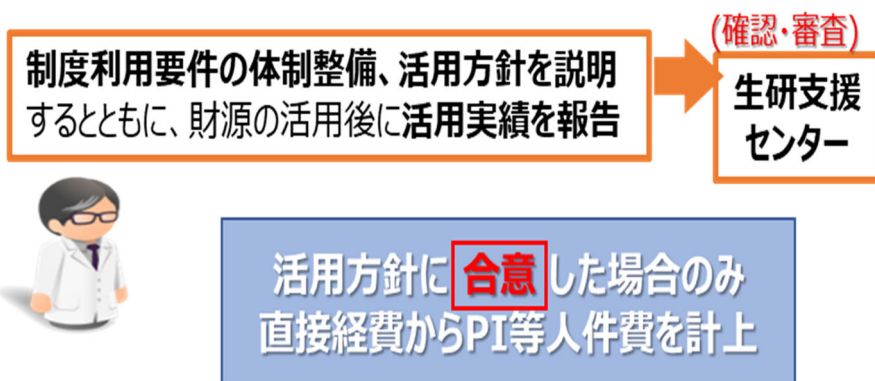 (確認・審査)
制度利用要件の体制整備、活用方針を説明
するとともに、財源の活用後に活用実績を報告
生研支援
センター
活用方針に合意した場合のみ
直接経費からPI等人件費を計上